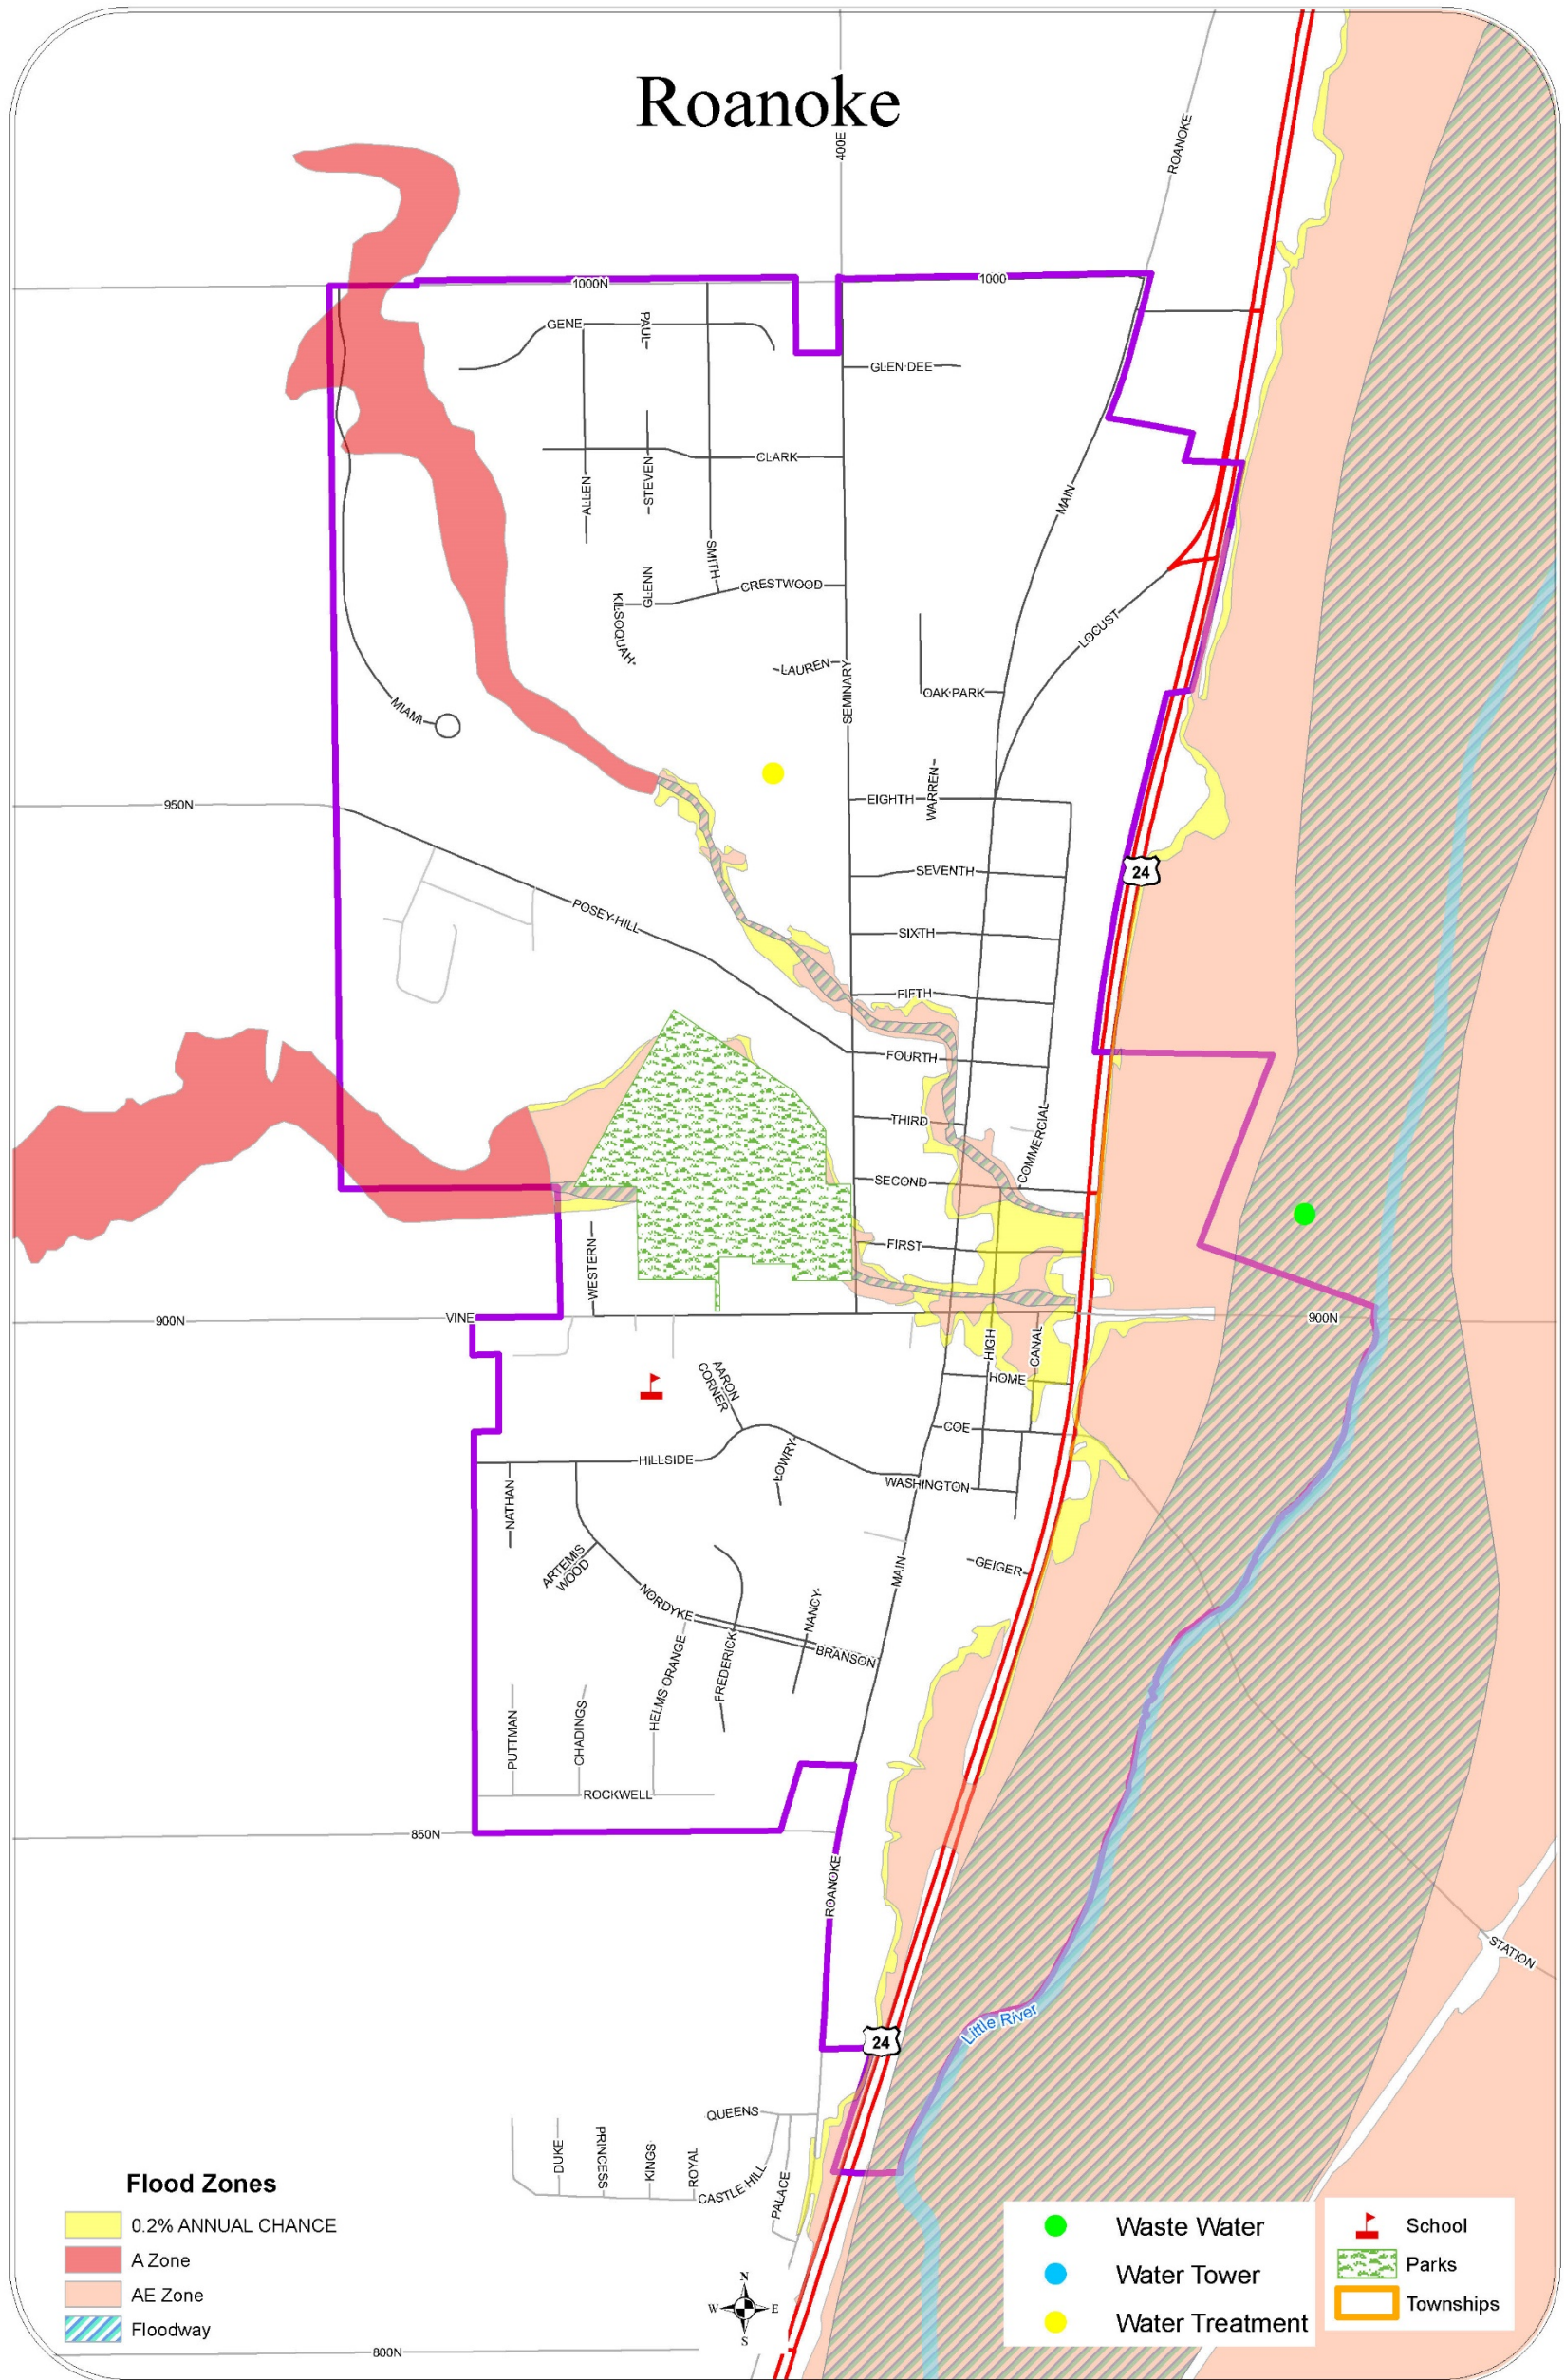 Roanoke
400E
ROANOKE
1000N
1000
GENE
PAUL
GLEN DEE
CLARK
ALLEN
STEVEN
MAIN
SMITH
GLENN
CRESTWOOD
KILSOQUAH
LOCUST
LAUREN
SEMINARY
OAK PARK
MIAMI
950N
EIGHTH
WARREN
24
SEVENTH
POSEY HILL
SIXTH
FIFTH
FOURTH
THIRD
COMMERCIAL
SECOND
FIRST
WESTERN
900N
VINE
900N
HIGH
CANAL
AARON
CORNER
HOME
COE
HILLSIDE
LOWRY
WASHINGTON
NATHAN
ARTEMIS
WOOD
GEIGER
MAIN
NORDYKE
NANCY
BRANSON
HELMS ORANGE
FREDERICK
PUTTMAN
CHADINGS
ROCKWELL
850N
ROANOKE
STATION
Little River
24
QUEENS
DUKE
PRINCESS
KINGS
ROYAL
CASTLE HILL
PALACE
Flood Zones
0.2% ANNUAL CHANCE
A Zone
AE Zone
Floodway
800N
N
W
E
S
Waste Water
Water Tower
Water Treatment
School
Parks
Townships